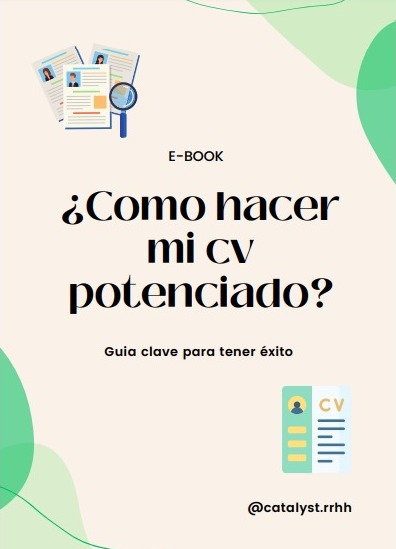 E-BOOK
¿Como hacer
mi cv
potenciado?
Guia clave para tener éxito
CV
@catalyst.rrhh